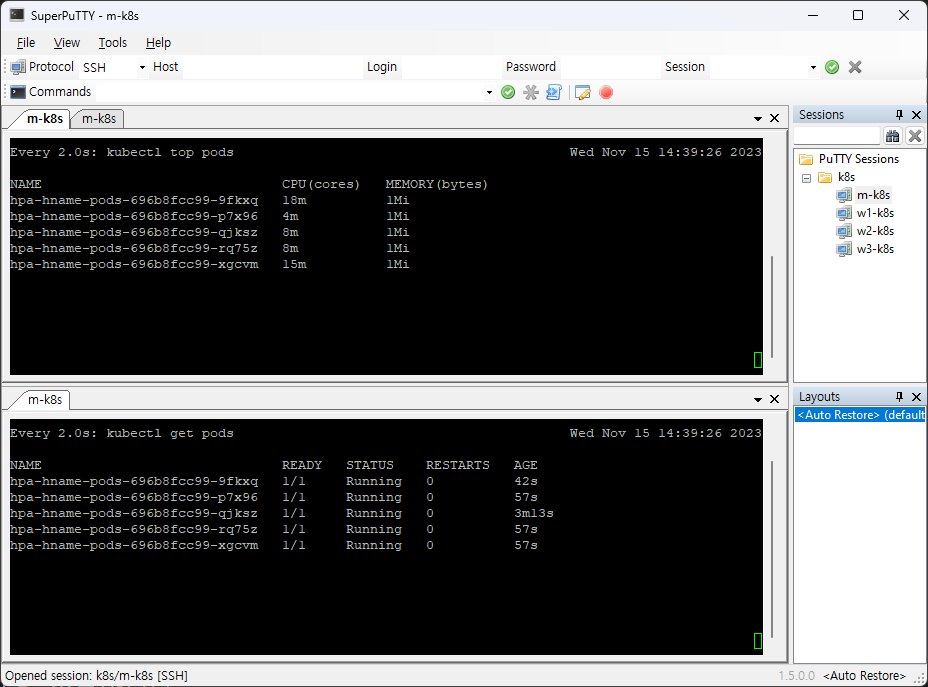 SuperPuTTY - m-k8s
File View Tools Help
Protocol SSH Host Login Password Session
Commands
m-k8s m-k8s
Every 2.0s: kubectl top pods Wed Nov 15 14:39:26 2023
NAME CPU(cores) MEMORY(bytes)
hpa-hname-pods-696b8fcc99-9fkxq 18m 1Mi
hpa-hname-pods-696b8fcc99-p7x96 4m 1Mi
hpa-hname-pods-696b8fcc99-qjksz 8m 1Mi
hpa-hname-pods-696b8fcc99-rq75z 8m 1Mi
hpa-hname-pods-696b8fcc99-xgcvm 15m 1Mi
m-k8s
Every 2.0s: kubectl get pods Wed Nov 15 14:39:26 2023
NAME READY STATUS RESTARTS AGE
hpa-hname-pods-696b8fcc99-9fkxq 1/1 Running 0 42s
hpa-hname-pods-696b8fcc99-p7x96 1/1 Running 0 57s
hpa-hname-pods-696b8fcc99-qjksz 1/1 Running 0 3m13s
hpa-hname-pods-696b8fcc99-rq75z 1/1 Running 0 57s
hpa-hname-pods-696b8fcc99-xgcvm 1/1 Running 0 57s
Sessions
PuTTY Sessions
k8s
m-k8s
w1-k8s
w2-k8s
w3-k8s
Layouts
<Auto Restore> (default
Opened session: k8s/m-k8s [SSH] 1.5.0.0 <Auto Restore>